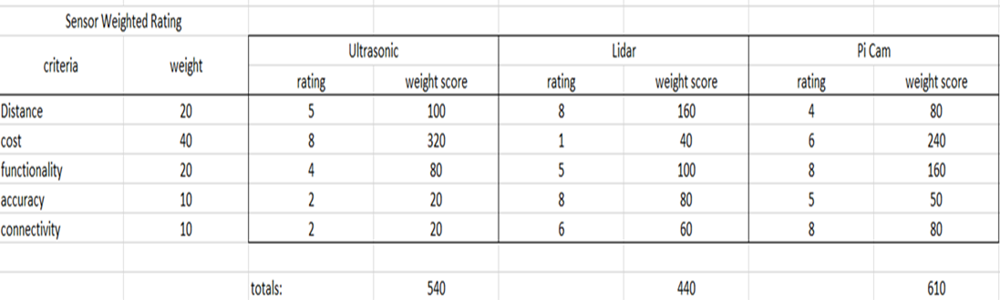 Sensor Weighted Rating
criteria weight Ultrasonic Lidar Pi Cam
rating weight score rating weight score rating weight score
Distance 20 5 100 8 160 4 80
cost 40 8 320 1 40 6 240
functionality 20 4 80 5 100 8 160
accuracy 10 2 20 8 80 5 50
connectivity 10 2 20 6 60 8 80
totals: 540 440 610